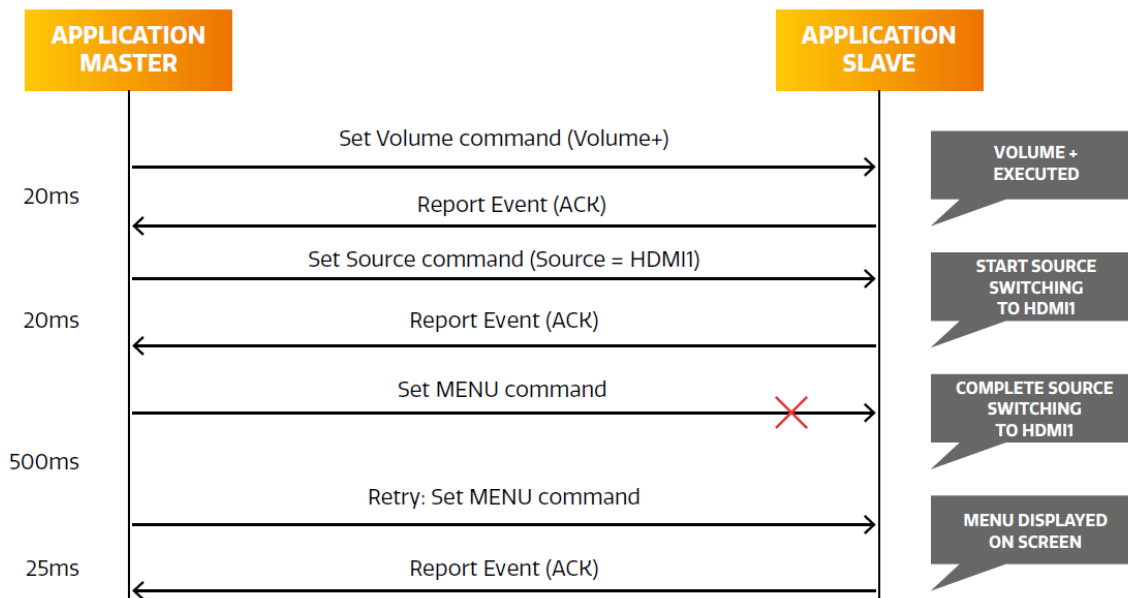 APPLICATION
MASTER
APPLICATION
SLAVE
Set Volume command (Volume+)
VOLUME +
EXECUTED
20ms
Report Event (ACK)
Set Source command (Source = HDMI1)
START SOURCE
SWITCHING
TO HDMI1
20ms
Report Event (ACK)
Set MENU command
COMPLETE SOURCE
SWITCHING
TO HDMI1
500ms
Retry: Set MENU command
MENU DISPLAYED
ON SCREEN
25ms
Report Event (ACK)